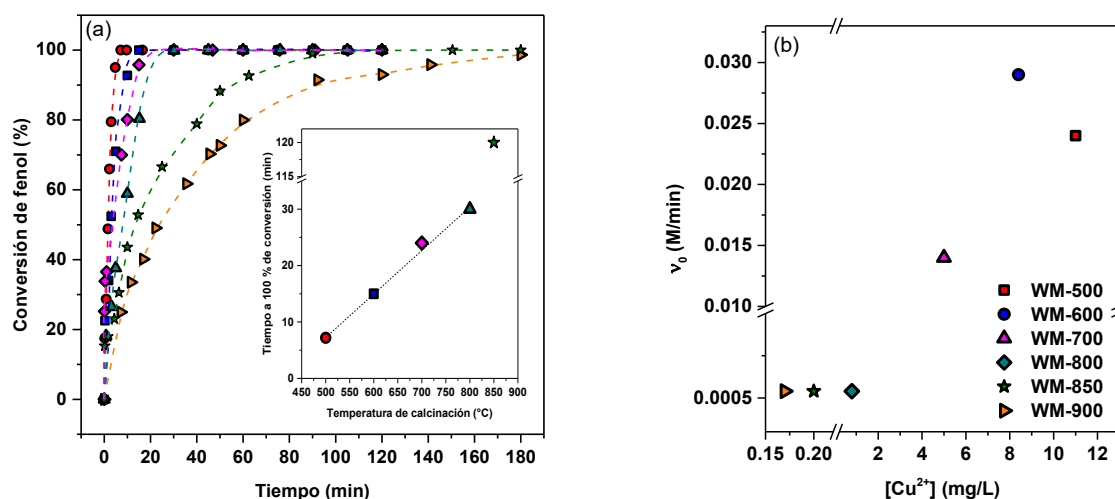 (a)
Conversión de fenol (%)
100
80
60
40
20
0
0 20 40 60 80 100 120 140 160 180
Tiempo (min)
Tiempo a 100 % de conversión (min)
120
115
30
20
10
0
450 500 550 600 650 700 750 800 850 900
Temperatura de calcinación (°C)
(b)
ν₀ (M/min)
0.030
0.025
0.020
0.015
0.010
0.0005
0.15 0.20 2 4 6 8 10 12
[Cu²⁺] (mg/L)
WM-500
WM-600
WM-700
WM-800
WM-850
WM-900